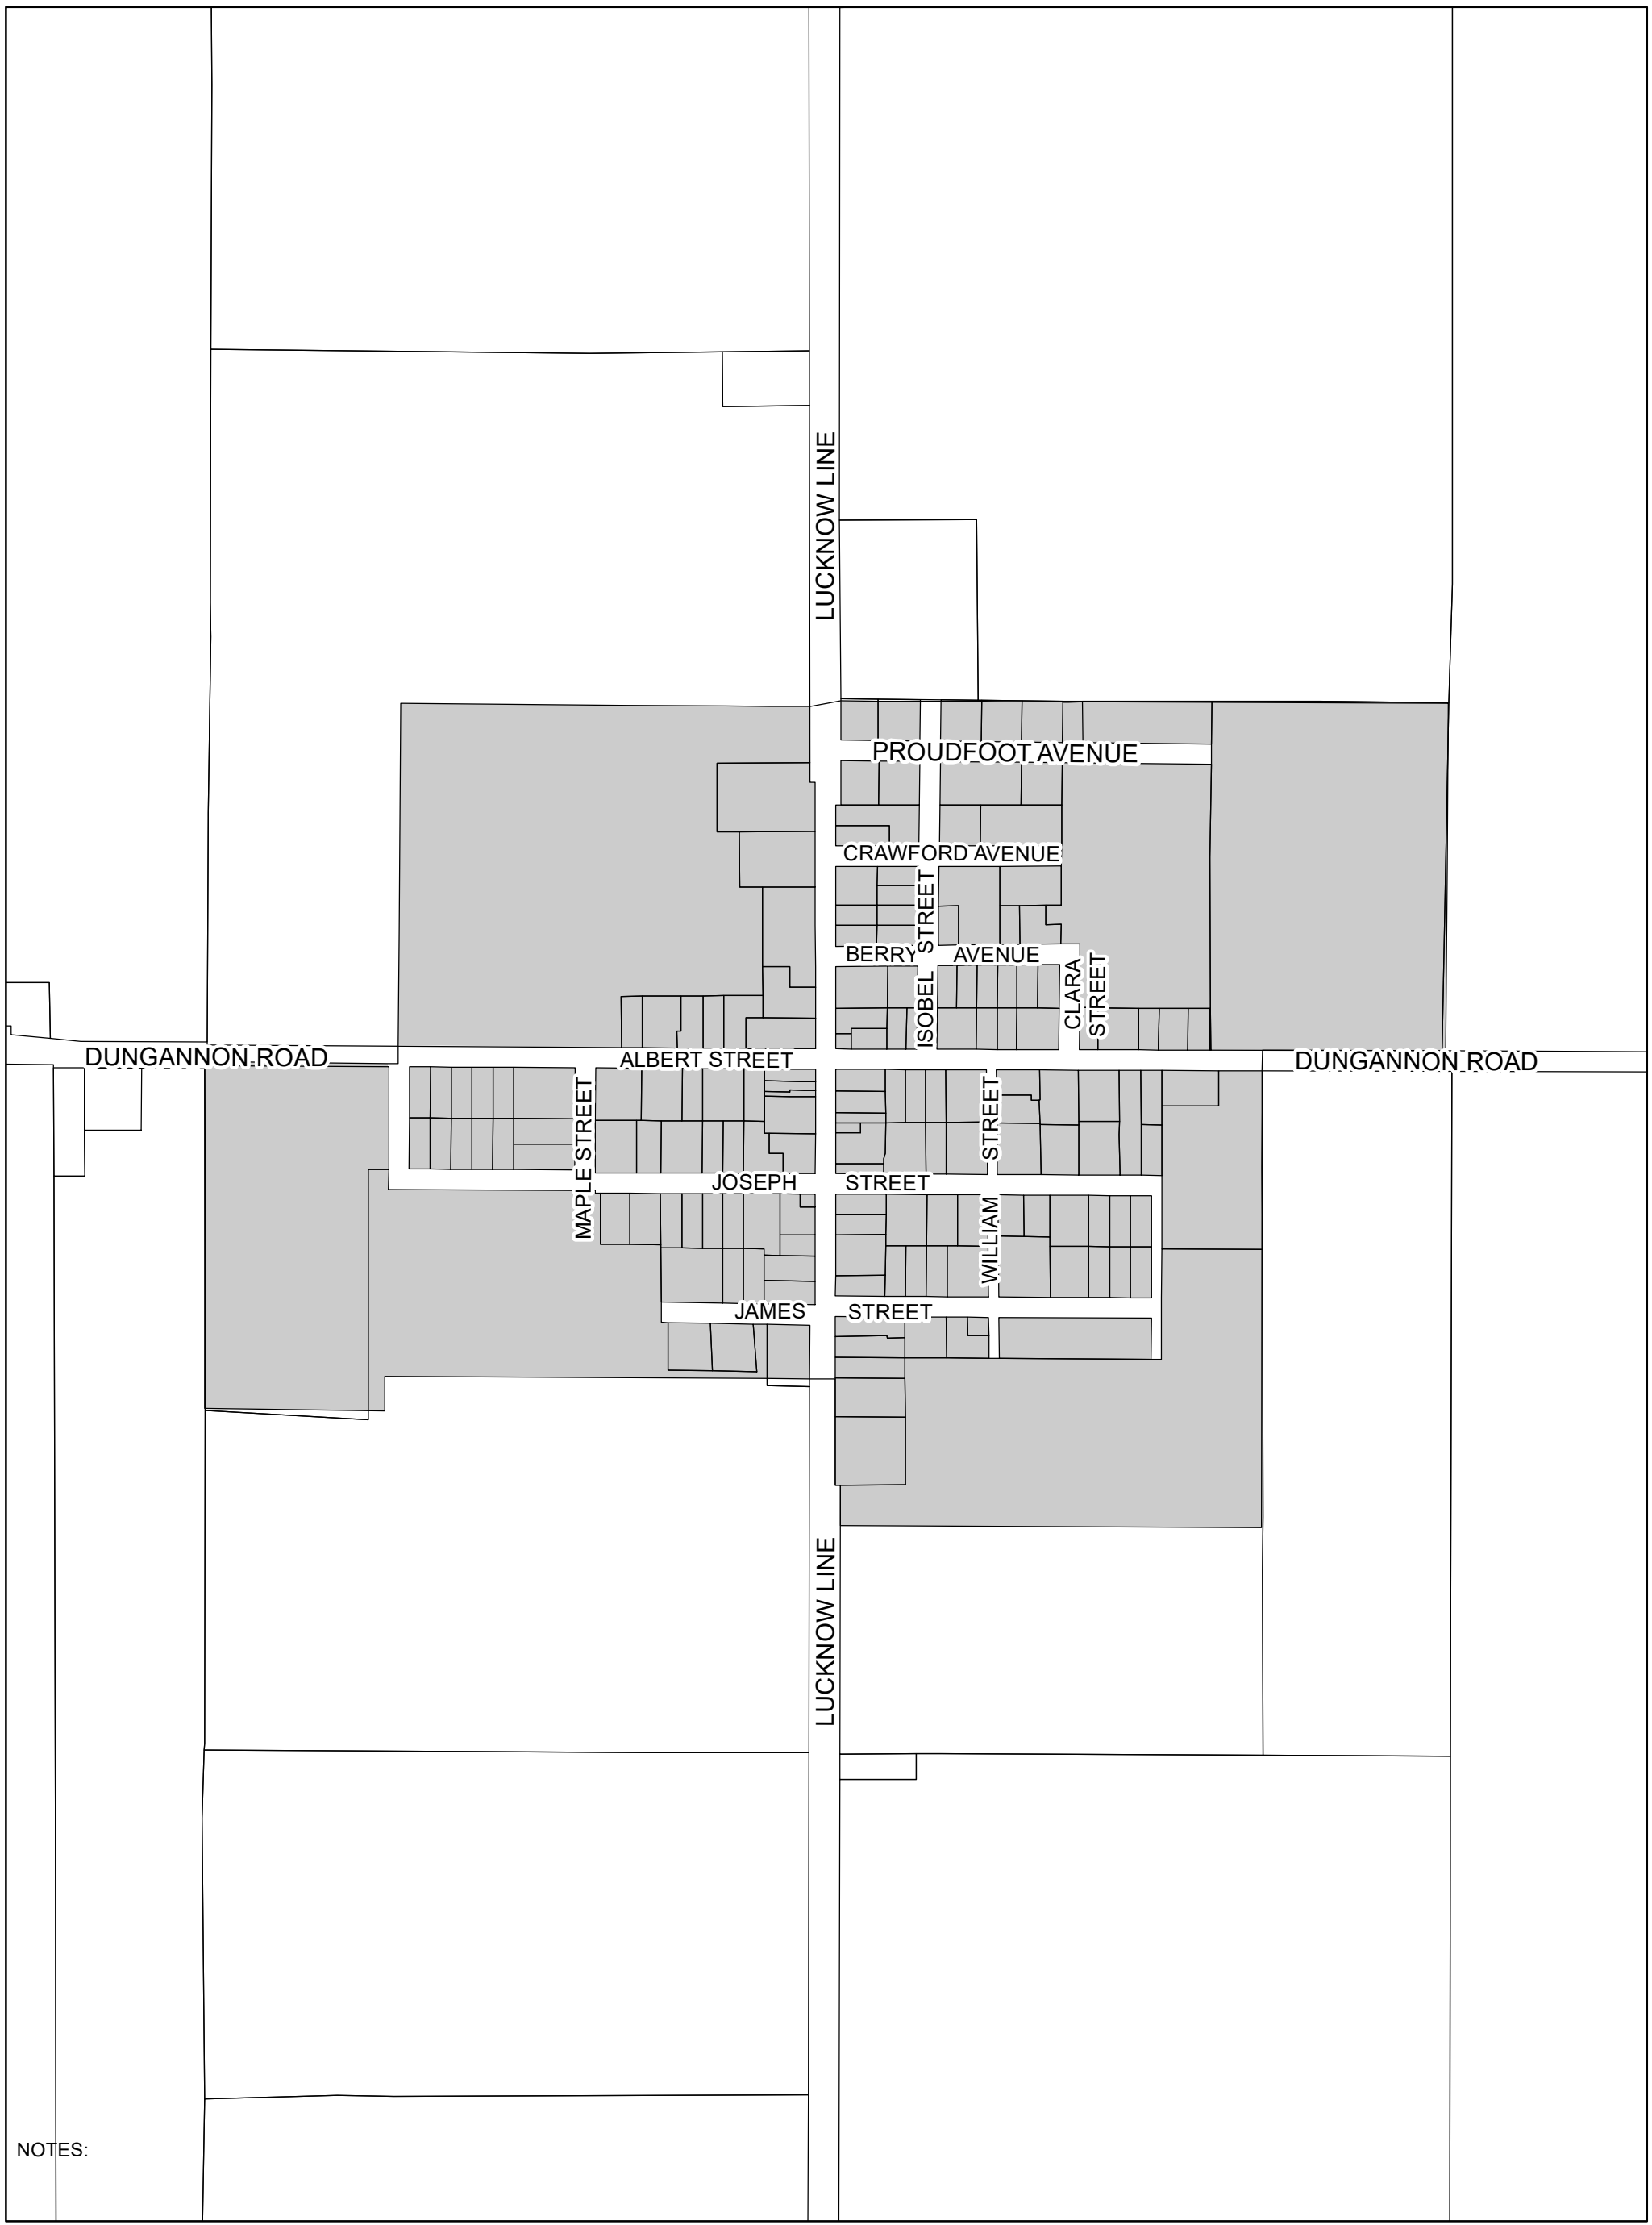 LUCKNOW LINE
PROUDFOOT AVENUE
CRAWFORD AVENUE
ISOBEL STREET
BERRY AVENUE
CLARA
STREET
DUNGANNON ROAD
ALBERT STREET
DUNGANNON ROAD
MAPLE STREET
WILLIAM STREET
JOSEPH STREET
JAMES STREET
LUCKNOW LINE
NOTES: